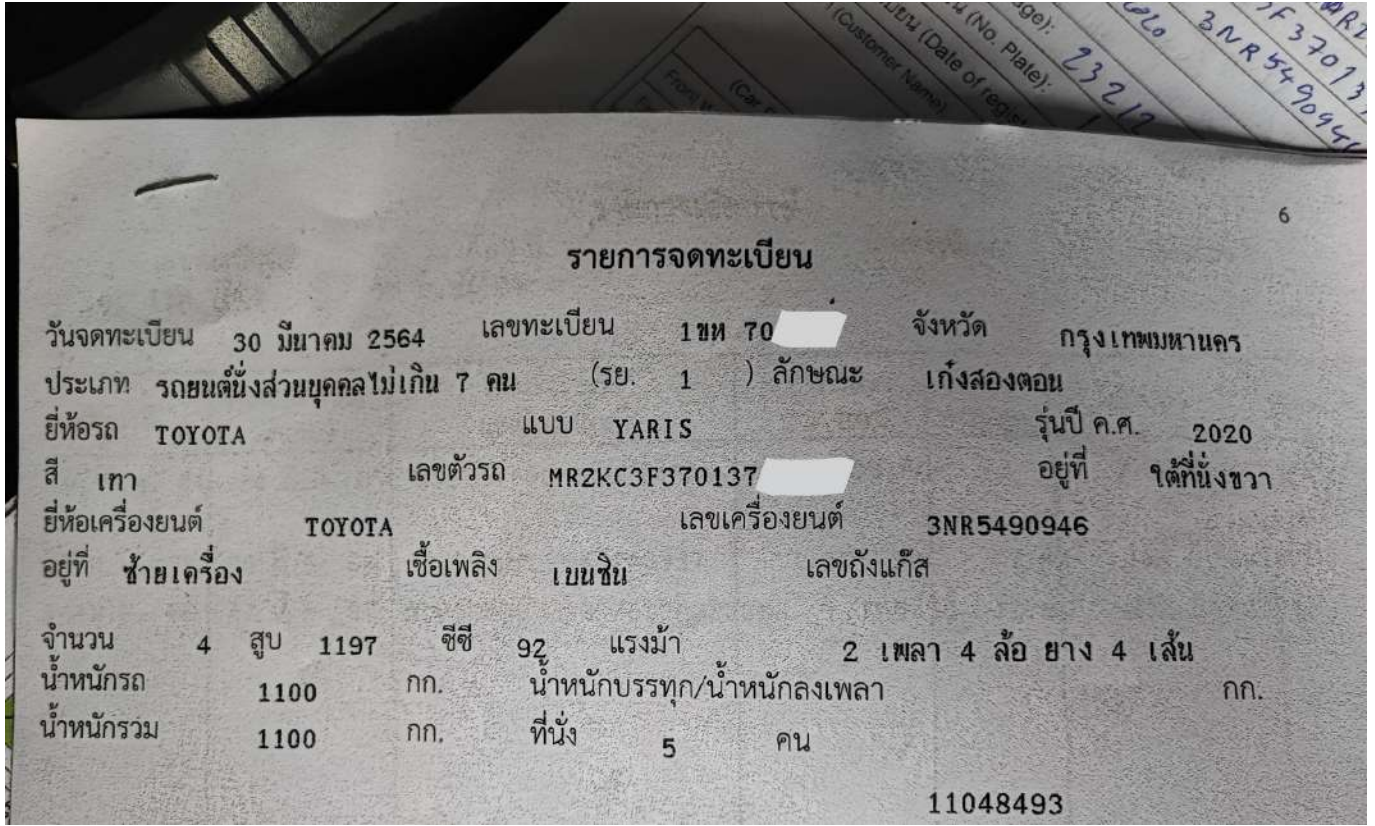 (Customer Name)
(Date of regist
(No. Plate):
2321
3NR549094
F37013
6
รายการจดทะเบียน
วันจดทะเบียน 30 มีนาคม 2564 เลขทะเบียน 1ขห 70 จังหวัด กรุงเทพมหานคร
ประเภท รถยนต์นั่งส่วนบุคคลไม่เกิน 7 คน (รย. 1 ) ลักษณะ เก๋งสองตอน
ยี่ห้อรถ TOYOTA แบบ YARIS รุ่นปี ค.ศ. 2020
สี เทา เลขตัวรถ MR2KC3F370137 อยู่ที่ ใต้ที่นั่งขวา
ยี่ห้อเครื่องยนต์ TOYOTA เลขเครื่องยนต์ 3NR5490946
อยู่ที่ ซ้ายเครื่อง เชื้อเพลิง เบนซิน เลขถังแก๊ส
จำนวน 4 สูบ 1197 ซีซี 92 แรงม้า 2 เพลา 4 ล้อ ยาง 4 เส้น
น้ำหนักรถ 1100 กก. น้ำหนักบรรทุก/น้ำหนักลงเพลา กก.
น้ำหนักรวม 1100 กก. ที่นั่ง 5 คน
11048493